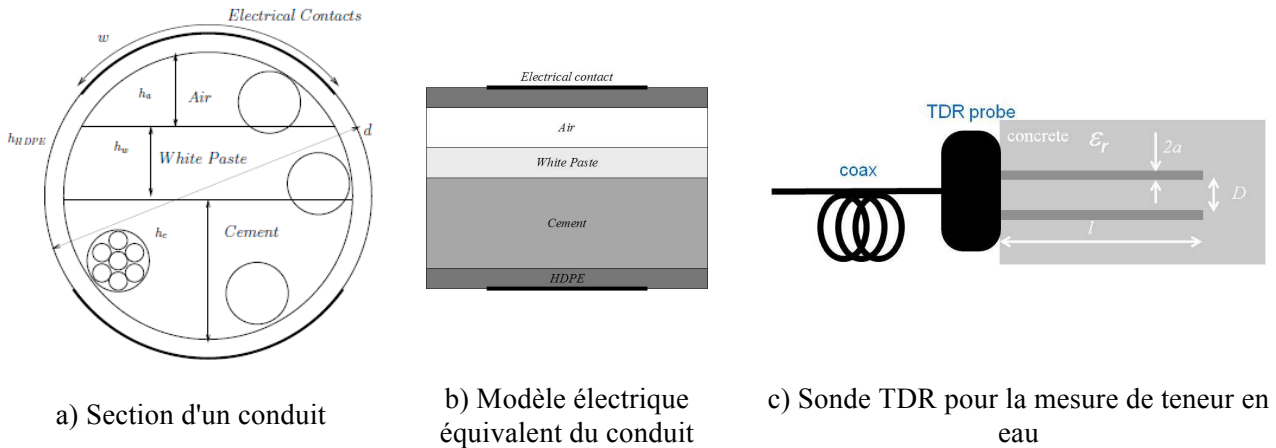 Electrical Contacts
w
h_a
Air
d
h_HDPE
h_w
White Paste
h_c
Cement
Electrical contact
Air
White Paste
Cement
HDPE
TDR probe
coax
concrete
ε_r
2a
D
l
a) Section d'un conduit
b) Modèle électrique
équivalent du conduit
c) Sonde TDR pour la mesure de teneur en
eau